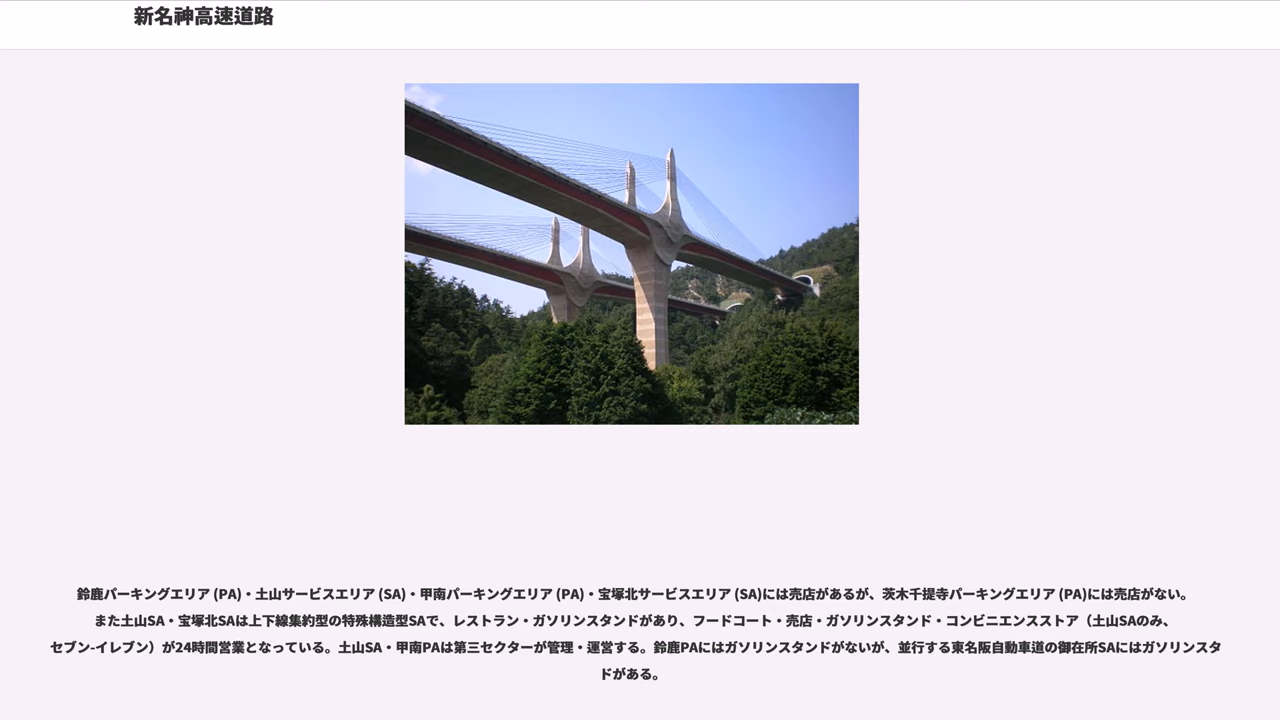 新名神高速道路
鈴鹿パーキングエリア (PA)・土山サービスエリア (SA)・甲南パーキングエリア (PA)・宝塚北サービスエリア (SA)には売店があるが、茨木千提寺パーキングエリア (PA)には売店がない。
また土山SA・宝塚北SAは上下線集約型の特殊構造型SAで、レストラン・ガソリンスタンドがあり、フードコート・売店・ガソリンスタンド・コンビニエンスストア（土山SAのみ、
セブン-イレブン）が24時間営業となっている。土山SA・甲南PAは第三セクターが管理・運営する。鈴鹿PAにはガソリンスタンドがないが、並行する東名阪自動車道の御在所SAにはガソリンスタ
ドがある。